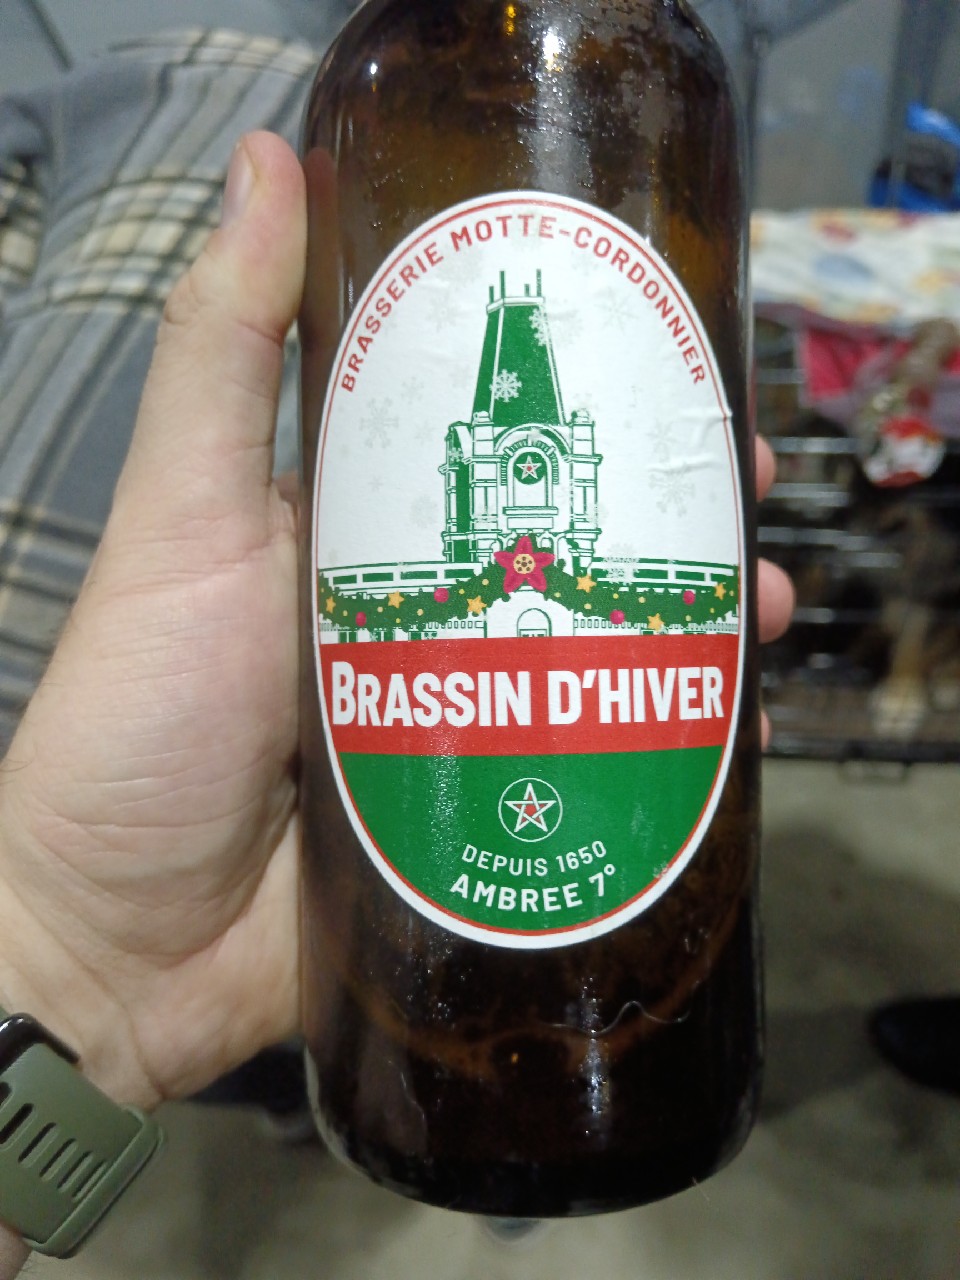 BRASSERIE MOTTE-CORDONNIER
BRASSIN D'HIVER
DEPUIS 1650
AMBREE 7°